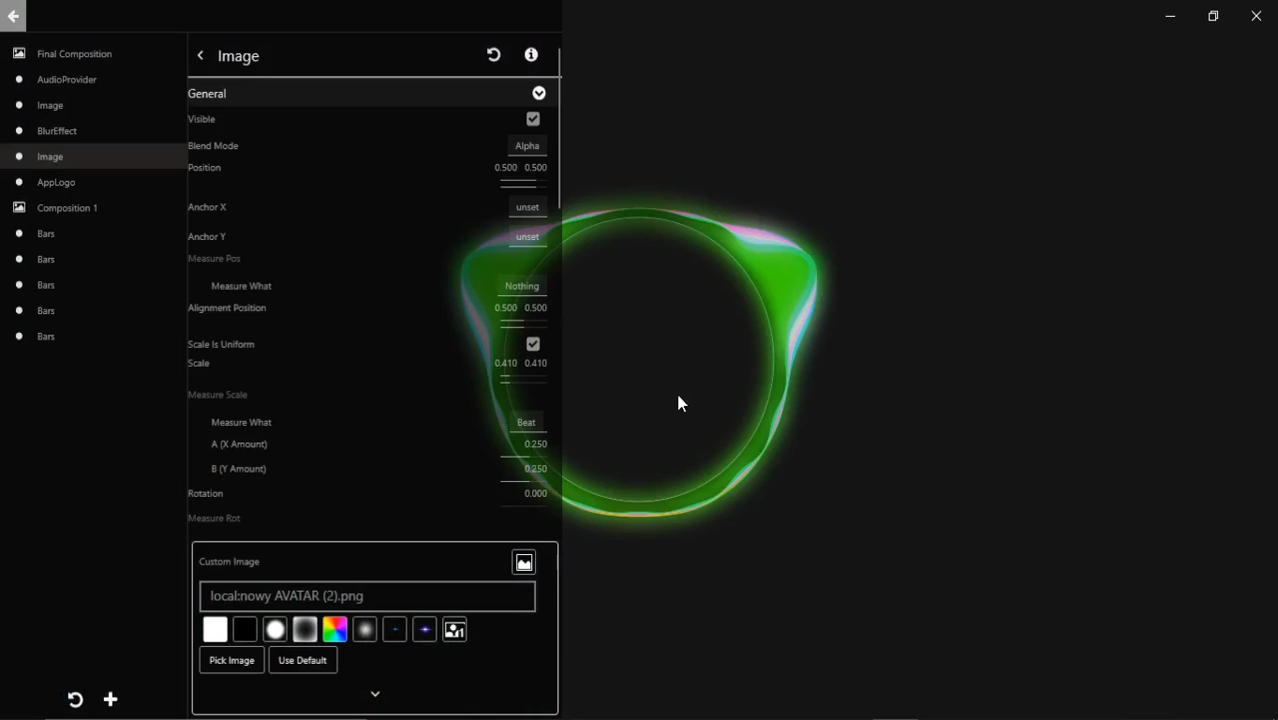 Final Composition
AudioProvider
Image
BlurEffect
Image
AppLogo
Composition 1
Bars
Bars
Bars
Bars
Bars
Image
General
Visible
Blend Mode Alpha
Position 0.500 0.500
Anchor X unset
Anchor Y unset
Measure Pos
Measure What Nothing
Alignment Position 0.500 0.500
Scale Is Uniform
Scale 0.410 0.410
Measure Scale
Measure What Beat
A (X Amount) 0.250
B (Y Amount) 0.250
Rotation 0.000
Measure Rot
Custom Image
local:nowy AVATAR (2).png
Pick Image Use Default